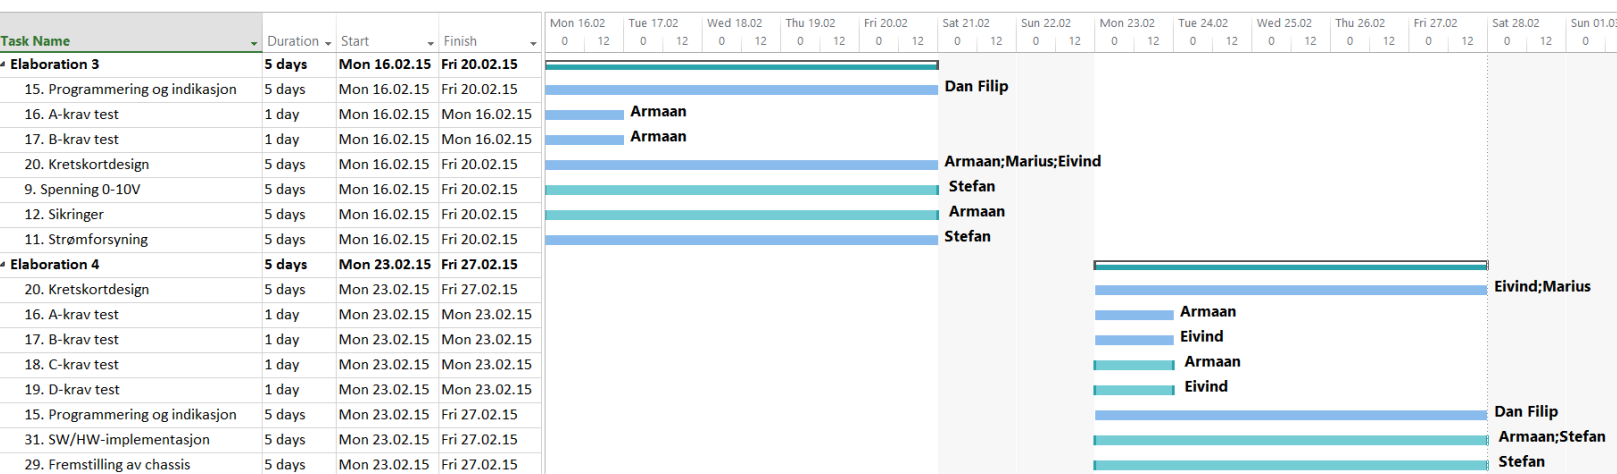 Mon 16.02 Tue 17.02 Wed 18.02 Thu 19.02 Fri 20.02 Sat 21.02 Sun 22.02 Mon 23.02 Tue 24.02 Wed 25.02 Thu 26.02 Fri 27.02 Sat 28.02 Sun 01.03
Task Name Duration Start Finish 0 12 0 12 0 12 0 12 0 12 0 12 0 12 0 12 0 12 0 12 0 12 0 12 0 12 0
Elaboration 3 5 days Mon 16.02.15 Fri 20.02.15
15. Programmering og indikasjon 5 days Mon 16.02.15 Fri 20.02.15 Dan Filip
16. A-krav test 1 day Mon 16.02.15 Mon 16.02.15 Armaan
17. B-krav test 1 day Mon 16.02.15 Mon 16.02.15 Armaan
20. Kretskortdesign 5 days Mon 16.02.15 Fri 20.02.15 Armaan;Marius;Eivind
9. Spenning 0-10V 5 days Mon 16.02.15 Fri 20.02.15 Stefan
12. Sikringer 5 days Mon 16.02.15 Fri 20.02.15 Armaan
11. Strømforsyning 5 days Mon 16.02.15 Fri 20.02.15 Stefan
Elaboration 4 5 days Mon 23.02.15 Fri 27.02.15
20. Kretskortdesign 5 days Mon 23.02.15 Fri 27.02.15 Eivind;Marius
16. A-krav test 1 day Mon 23.02.15 Mon 23.02.15 Armaan
17. B-krav test 1 day Mon 23.02.15 Mon 23.02.15 Eivind
18. C-krav test 1 day Mon 23.02.15 Mon 23.02.15 Armaan
19. D-krav test 1 day Mon 23.02.15 Mon 23.02.15 Eivind
15. Programmering og indikasjon 5 days Mon 23.02.15 Fri 27.02.15 Dan Filip
31. SW/HW-implementasjon 5 days Mon 23.02.15 Fri 27.02.15 Armaan;Stefan
29. Fremstilling av chassis 5 days Mon 23.02.15 Fri 27.02.15 Stefan